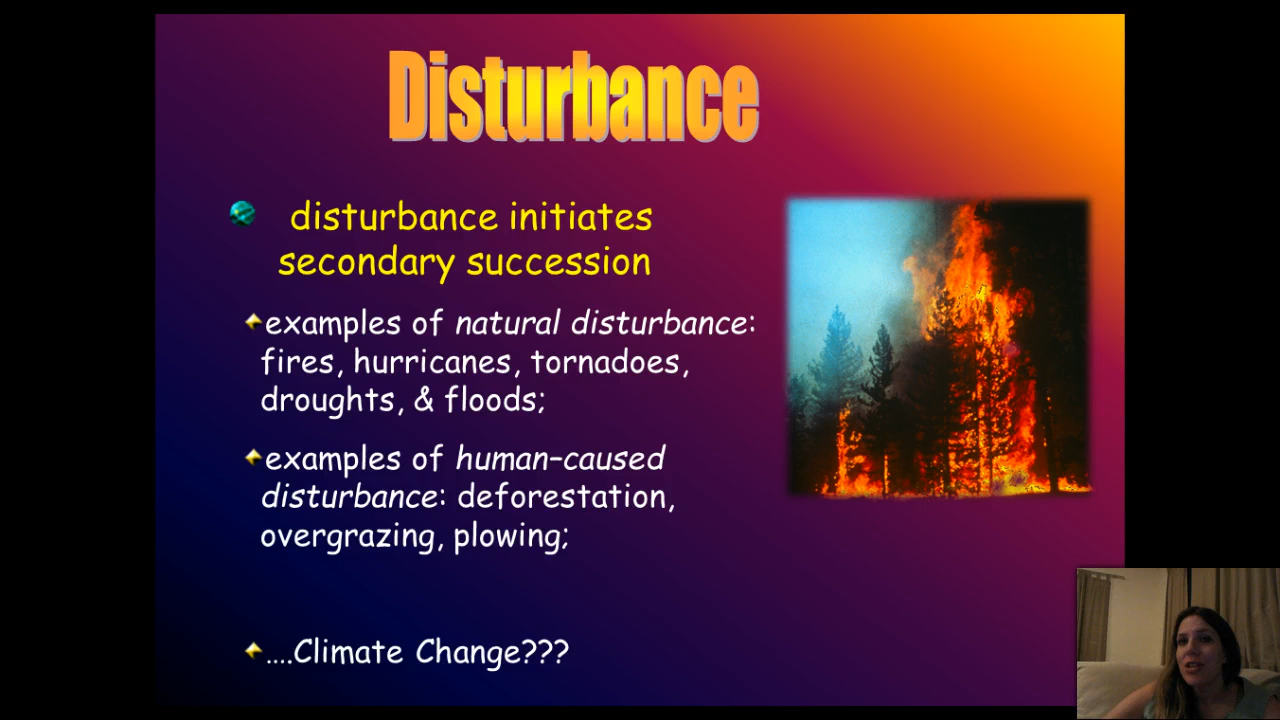 Disturbance
disturbance initiates
secondary succession
examples of natural disturbance:
fires, hurricanes, tornadoes,
droughts, & floods;
examples of human-caused
disturbance: deforestation,
overgrazing, plowing;
....Climate Change???